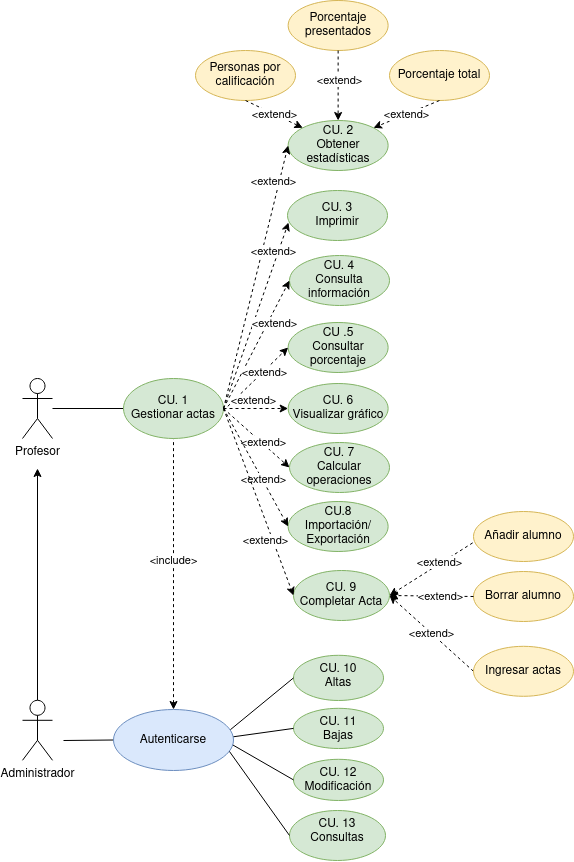 Porcentaje
presentados
Personas por
calificación
Porcentaje total
<extend>
<extend>
<extend>
CU. 2
Obtener
estadísticas
<extend>
CU. 3
Imprimir
<extend>
CU. 4
Consulta
información
<extend>
CU .5
Consultar
porcentaje
<extend>
CU. 1
Gestionar actas
<extend>
CU. 6
Visualizar gráfico
Profesor
<extend>
CU. 7
Calcular
operaciones
<extend>
CU.8
Importación/
Exportación
<extend>
Añadir alumno
<include>
<extend>
CU. 9
Completar Acta
<extend>
Borrar alumno
<extend>
Ingresar actas
CU. 10
Altas
CU. 11
Bajas
Autenticarse
Administrador
CU. 12
Modificación
CU. 13
Consultas